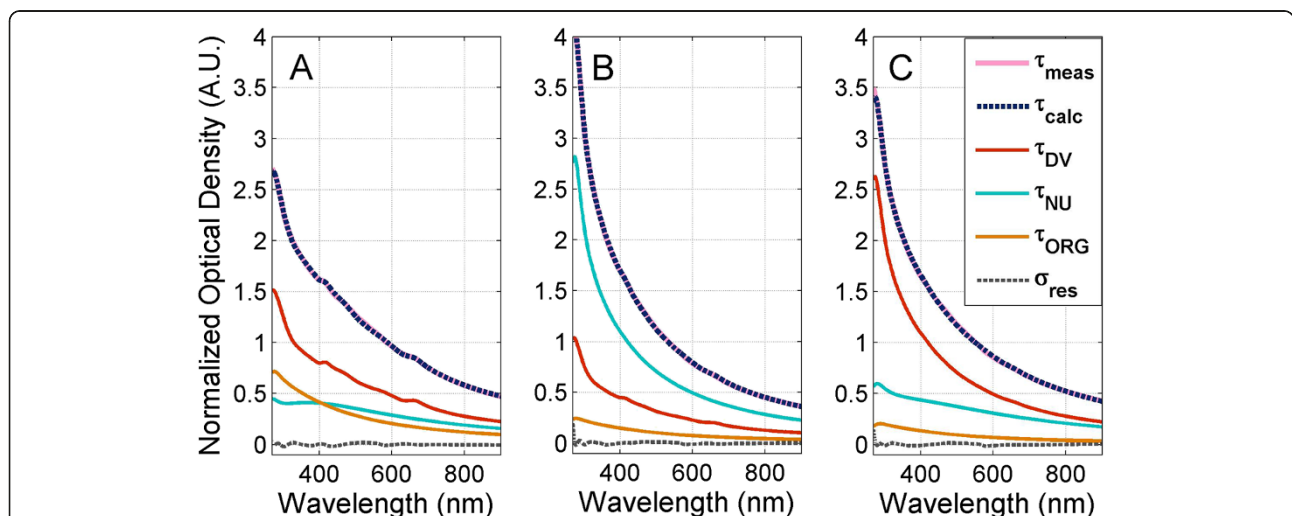 Normalized Optical Density (A.U.)
4
3.5
3
2.5
2
1.5
1
0.5
0
A
400 600 800
Wavelength (nm)
4
3.5
3
2.5
2
1.5
1
0.5
0
B
400 600 800
Wavelength (nm)
4
3.5
3
2.5
2
1.5
1
0.5
0
C
400 600 800
Wavelength (nm)
τmeas
τcalc
τDV
τNU
τORG
σres